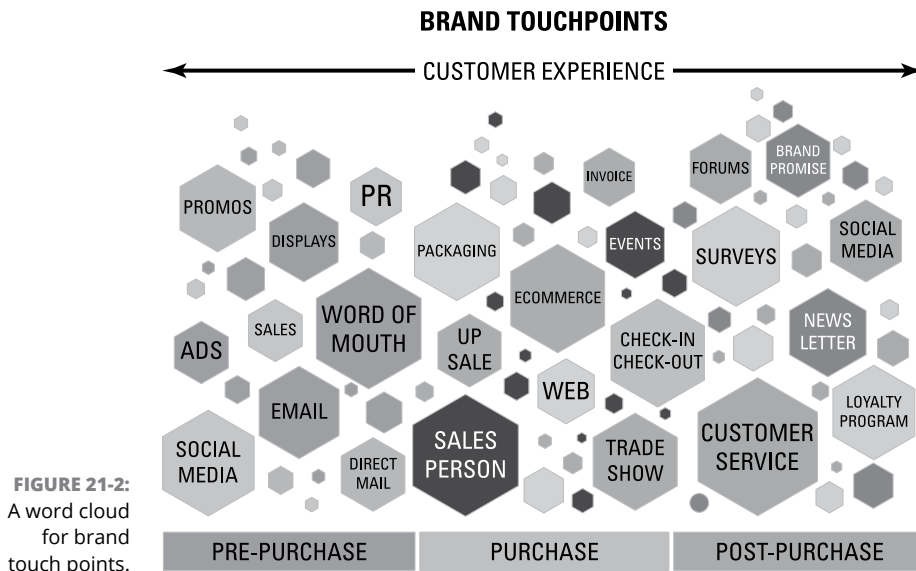 BRAND TOUCHPOINTS
CUSTOMER EXPERIENCE
PROMOS
DISPLAYS
PR
ADS
SALES
WORD OF
MOUTH
EMAIL
SOCIAL
MEDIA
DIRECT
MAIL
PACKAGING
INVOICE
EVENTS
ECOMMERCE
UP
SALE
WEB
CHECK-IN
CHECK-OUT
SALES
PERSON
TRADE
SHOW
FORUMS
BRAND
PROMISE
SURVEYS
SOCIAL
MEDIA
NEWS
LETTER
CUSTOMER
SERVICE
LOYALTY
PROGRAM
PRE-PURCHASE
PURCHASE
POST-PURCHASE
FIGURE 21-2:
A word cloud
for brand
touch points.